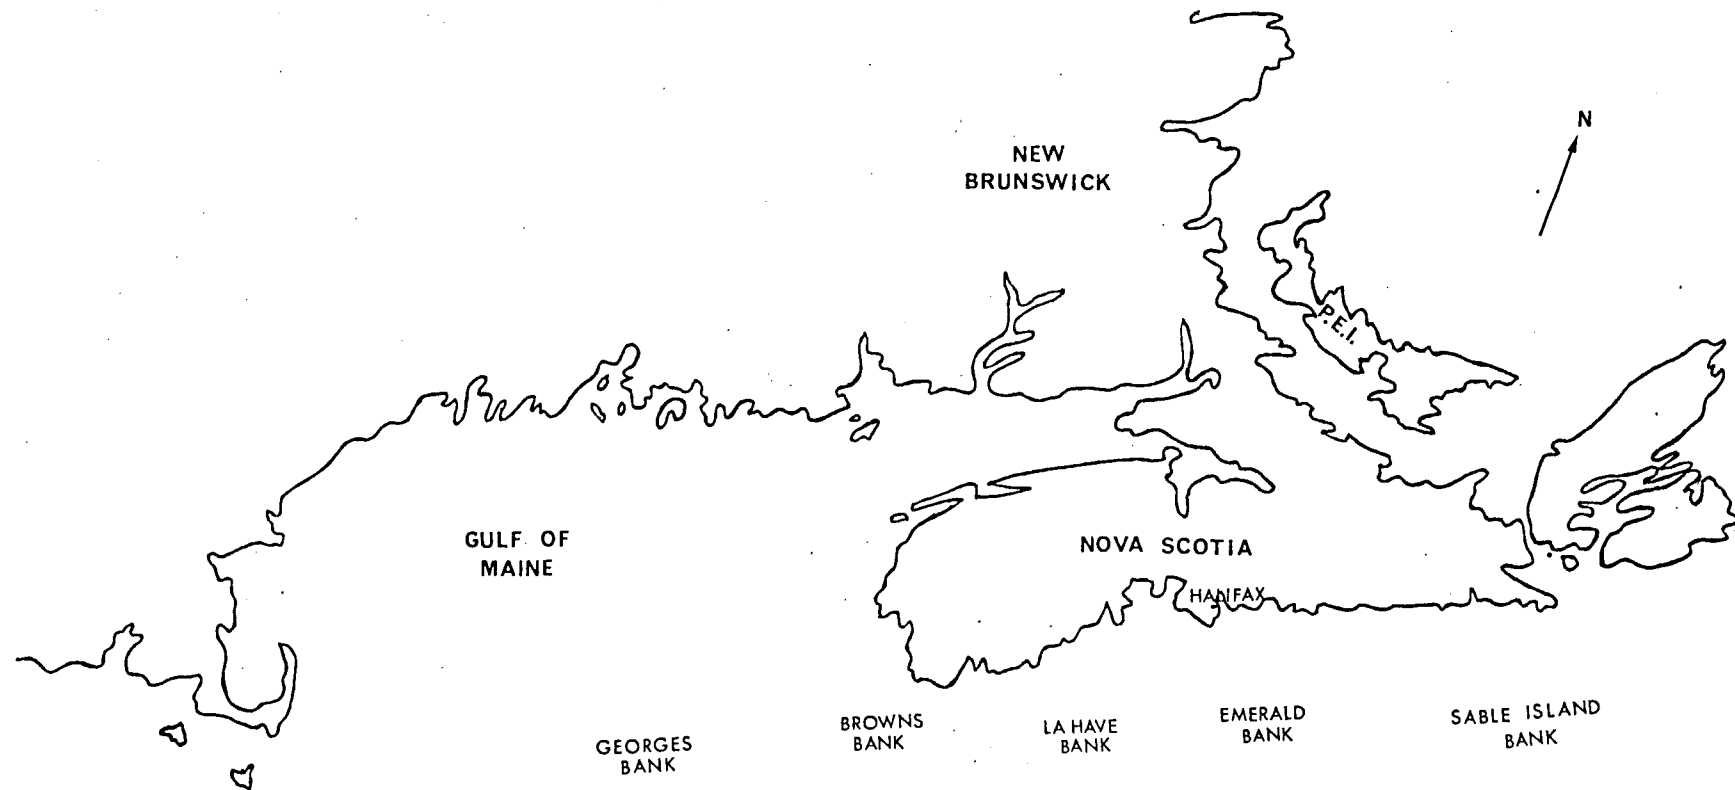 N
NEW
BRUNSWICK
P.E.I.
GULF OF
MAINE
NOVA SCOTIA
HALIFAX
GEORGES
BANK
BROWNS
BANK
LA HAVE
BANK
EMERALD
BANK
SABLE ISLAND
BANK